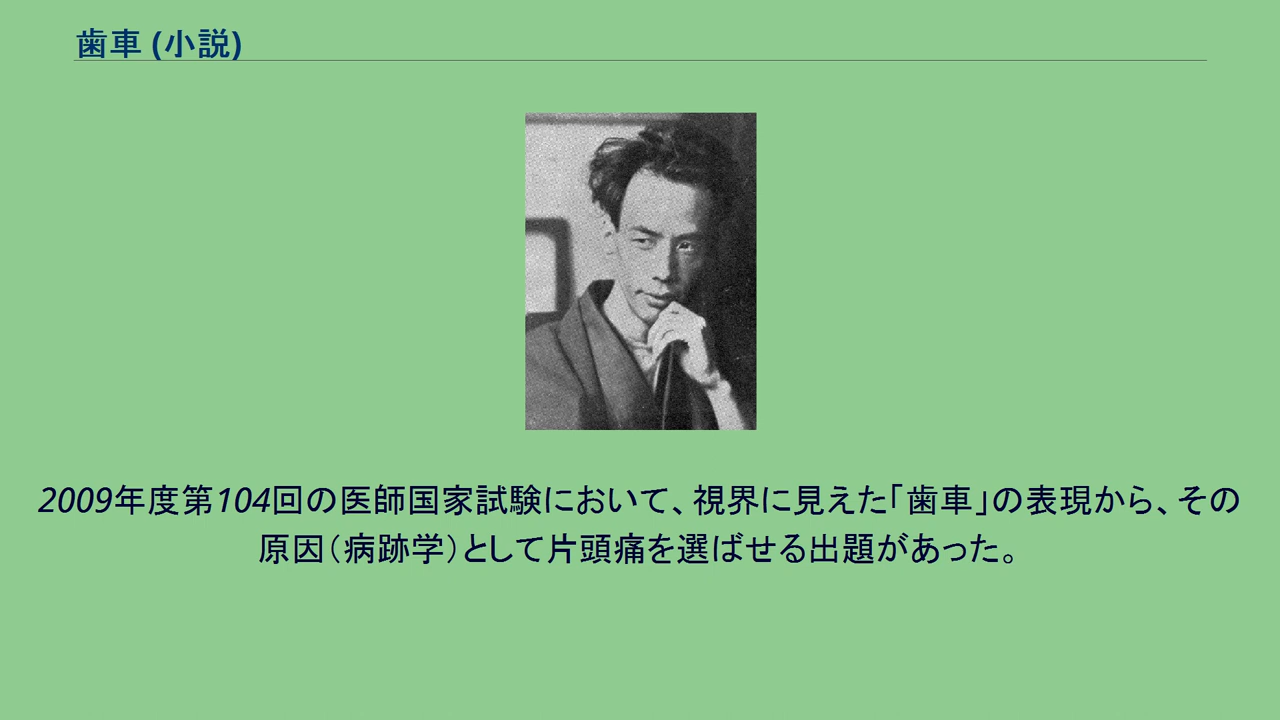 歯車 (小説)
2009年度第104回の医師国家試験において、視界に見えた｢歯車｣の表現から、その
原因（病跡学）として片頭痛を選ばせる出題があった。